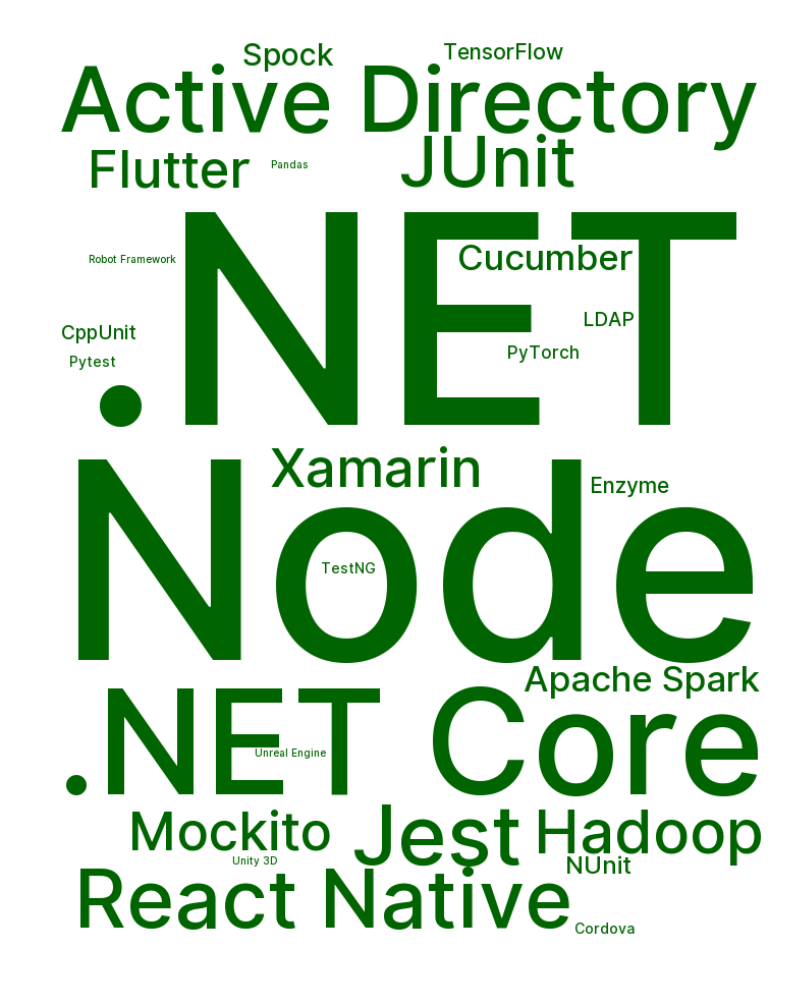 Spock
TensorFlow
Active Directory
Flutter
Pandas
JUnit
.NET
Robot Framework
Cucumber
LDAP
CppUnit
PyTorch
Pytest
Xamarin
Node
Enzyme
TestNG
Apache Spark
.NET Core
Unreal Engine
Mockito
Jest
Hadoop
Unity 3D
NUnit
React Native
Cordova